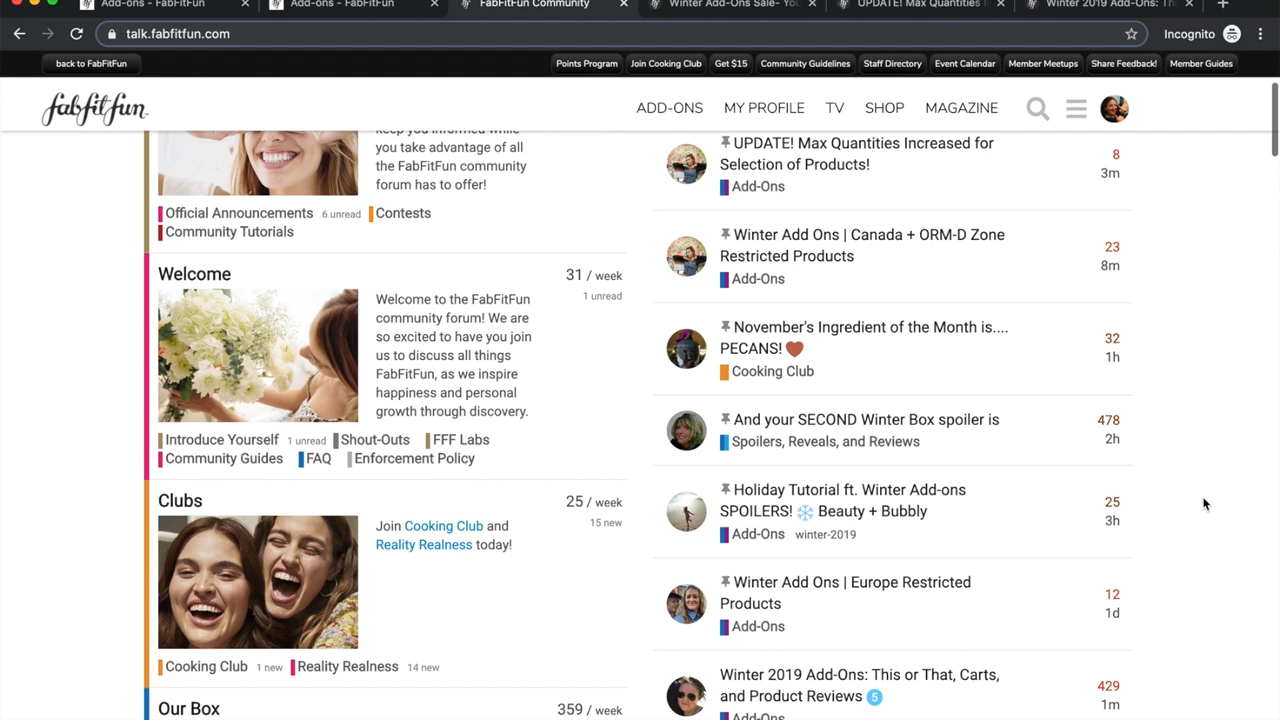 Add-ons - FabFitFun
Add-ons - FabFitFun
FabFitFun Community
Winter Add-Ons Sale- Yo
UPDATE! Max Quantities I
Winter 2019 Add-Ons: Th
talk.fabfitfun.com
Incognito
back to FabFitFun
Points Program
Join Cooking Club
Get $15
Community Guidelines
Staff Directory
Event Calendar
Member Meetups
Share Feedback!
Member Guides
fabfitfun
ADD-ONS
MY PROFILE
TV
SHOP
MAGAZINE
keep you informed while
you take advantage of all
the FabFitFun community
forum has to offer!
Official Announcements 6 unread Contests
Community Tutorials
Welcome
31 / week
1 unread
Welcome to the FabFitFun
community forum! We are
so excited to have you join
us to discuss all things
FabFitFun, as we inspire
happiness and personal
growth through discovery.
Introduce Yourself 1 unread Shout-Outs FFF Labs
Community Guides FAQ Enforcement Policy
Clubs
25 / week
15 new
Join Cooking Club and
Reality Realness today!
Cooking Club 1 new Reality Realness 14 new
Our Box
359 / week
UPDATE! Max Quantities Increased for
Selection of Products!
Add-Ons
8
3m
Winter Add Ons | Canada + ORM-D Zone
Restricted Products
Add-Ons
23
8m
November's Ingredient of the Month is....
PECANS!
Cooking Club
32
1h
And your SECOND Winter Box spoiler is
Spoilers, Reveals, and Reviews
478
2h
Holiday Tutorial ft. Winter Add-ons
SPOILERS! ❄️ Beauty + Bubbly
Add-Ons winter-2019
25
3h
Winter Add Ons | Europe Restricted
Products
Add-Ons
12
1d
Winter 2019 Add-Ons: This or That, Carts,
and Product Reviews 5
Add-Ons
429
1m